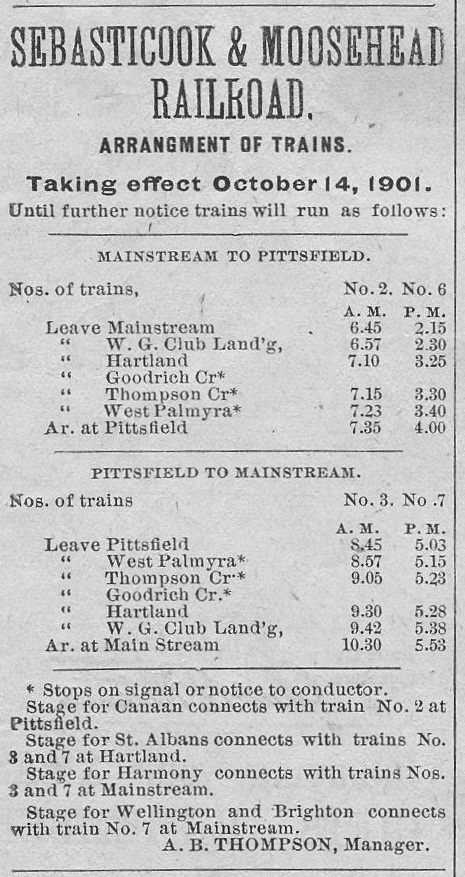 SEBASTICOOK & MOOSEHEAD
RAILROAD.
ARRANGMENT OF TRAINS.
Taking effect October 14, 1901.
Until further notice trains will run as follows:
MAINSTREAM TO PITTSFIELD.
Nos. of trains, No. 2. No. 6
A. M. P. M.
Leave Mainstream 6.45 2.15
“ W. G. Club Land'g, 6.57 2.30
“ Hartland 7.10 3.25
“ Goodrich Cr*
“ Thompson Cr* 7.15 3.30
“ West Palmyra* 7.23 3.40
Ar. at Pittsfield 7.35 4.00
PITTSFIELD TO MAINSTREAM.
Nos. of trains No. 3. No .7
A. M. P. M.
Leave Pittsfield 8.45 5.03
“ West Palmyra* 8.57 5.15
“ Thompson Cr·* 9.05 5.23
“ Goodrich Cr.*
“ Hartland 9.30 5.28
“ W. G. Club Land'g, 9.42 5.38
Ar. at Main Stream 10.30 5.53
* Stops on signal or notice to conductor.
Stage for Canaan connects with train No. 2 at
Pittsfield.
Stage for St. Albans connects with trains No.
3 and 7 at Hartland.
Stage for Harmony connects with trains Nos.
3 and 7 at Mainstream.
Stage for Wellington and Brighton connects
with train No. 7 at Mainstream.
A. B. THOMPSON, Manager.